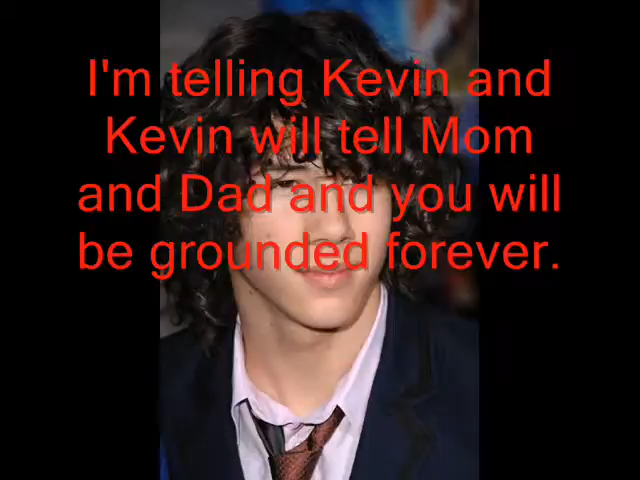 I'm telling Kevin and
Kevin will tell Mom
and Dad and you will
be grounded forever.